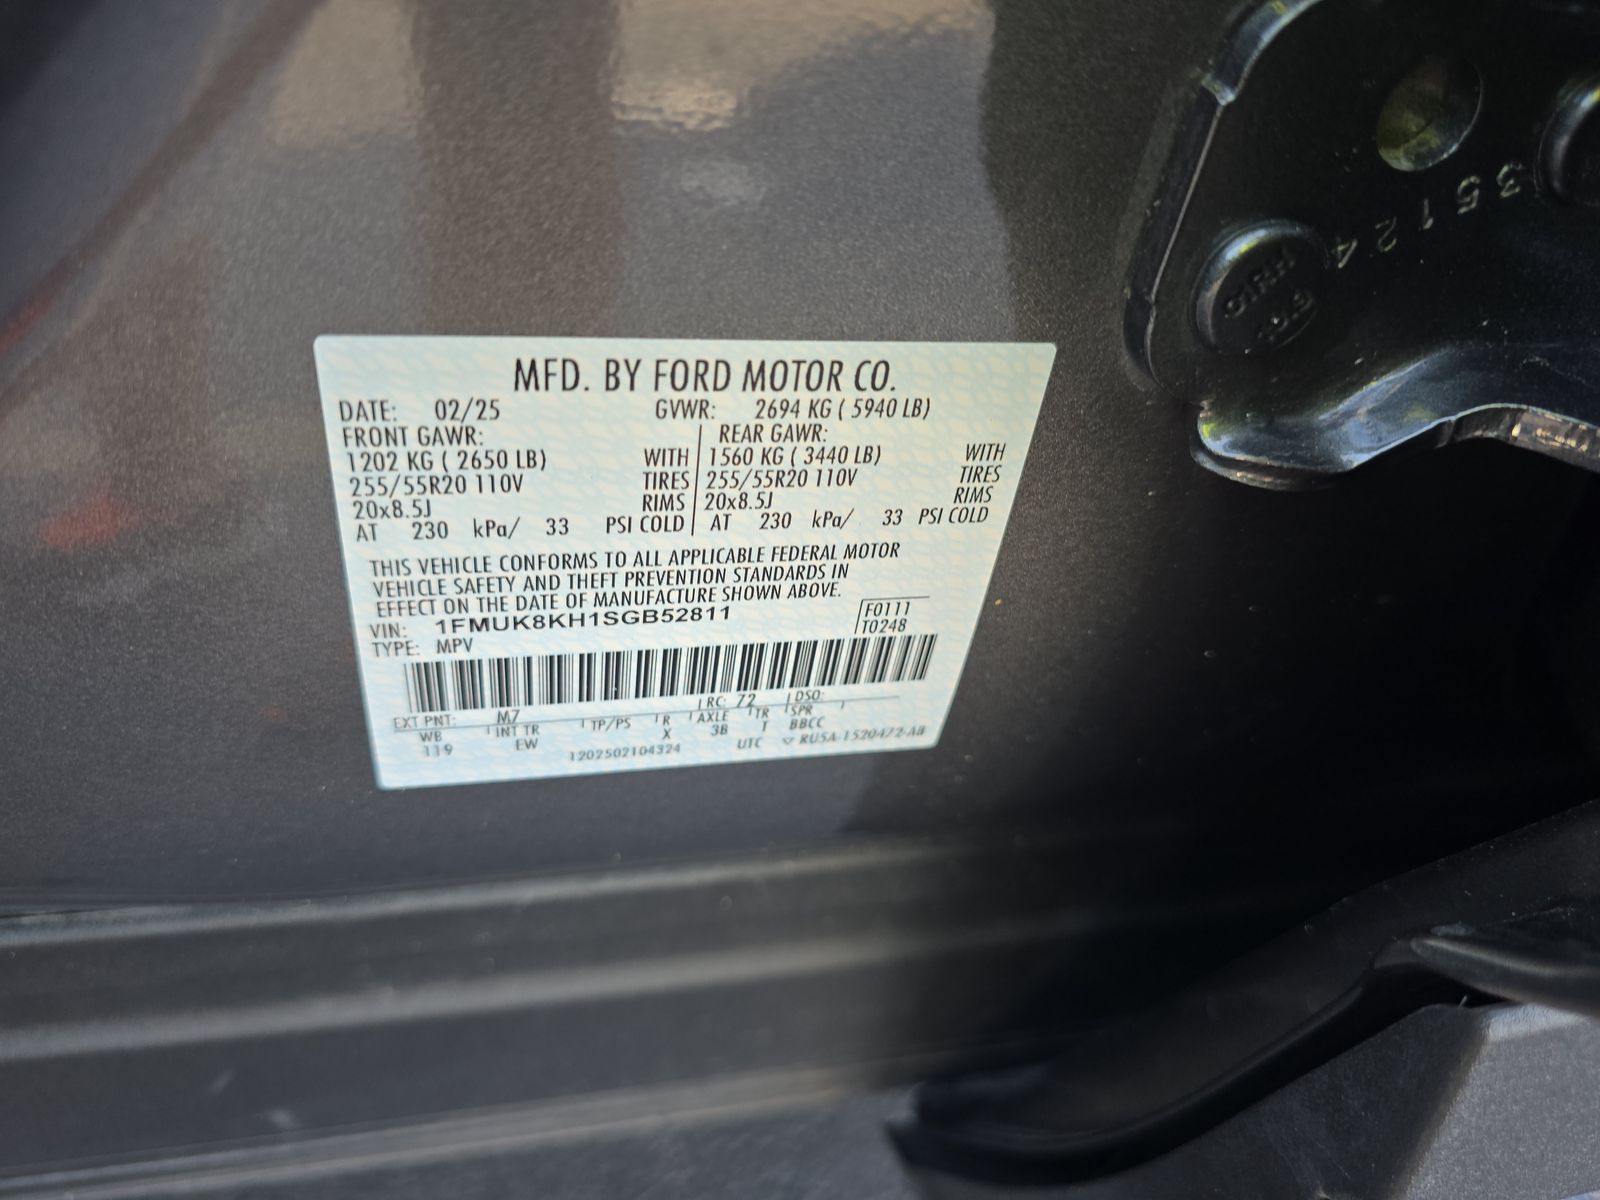 MFD. BY FORD MOTOR CO.
DATE: 02/25 GVWR: 2694 KG ( 5940 LB)
FRONT GAWR: REAR GAWR:
1202 KG ( 2650 LB) WITH 1560 KG ( 3440 LB) WITH
255/55R20 110V TIRES 255/55R20 110V TIRES
20x8.5J RIMS 20x8.5J RIMS
AT 230 kPa/ 33 PSI COLD AT 230 kPa/ 33 PSI COLD
THIS VEHICLE CONFORMS TO ALL APPLICABLE FEDERAL MOTOR
VEHICLE SAFETY AND THEFT PREVENTION STANDARDS IN
EFFECT ON THE DATE OF MANUFACTURE SHOWN ABOVE.
VIN: 1FMUK8KH1SGB52811 F0111
TYPE: MPV T0248
EXT PNT: M7 RC: 72 DSO:
WB INT TR TP/PS R AXLE TR SPR
119 EW X 3B T BBCC
1202502104324 UTC RU5A-1520472-AB
35124